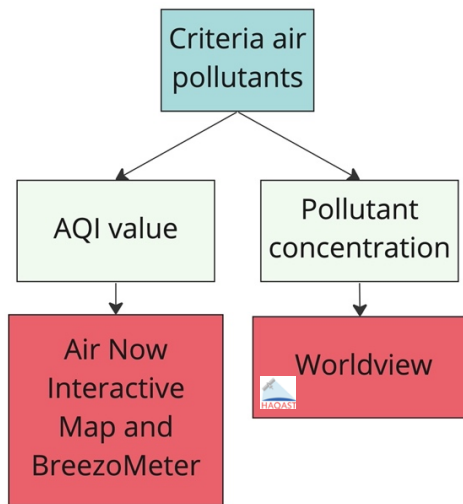 Criteria air
pollutants
AQI value
Pollutant
concentration
Air Now
Interactive
Map and
BreezoMeter
Worldview
HAQAST